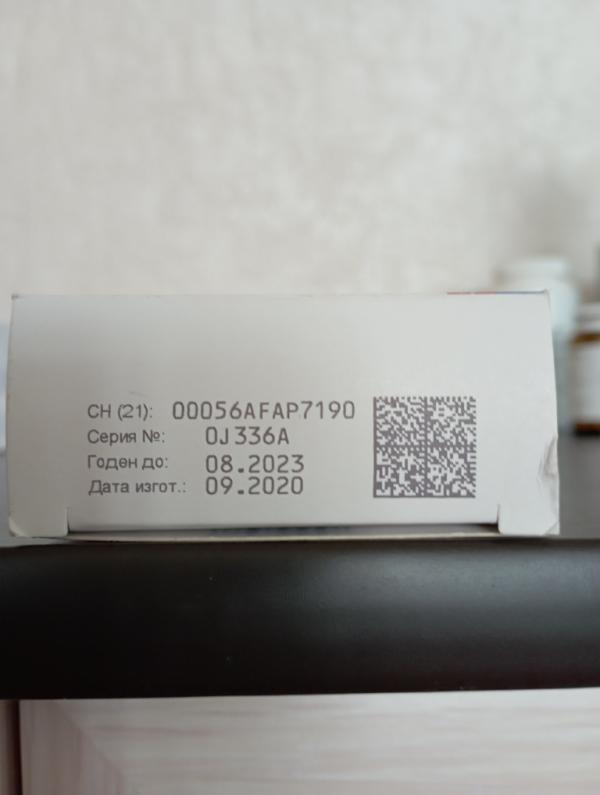 СН (21): 00056AFAP7190
Серия №: 0J336A
Годен до: 08.2023
Дата изгот.: 09.2020